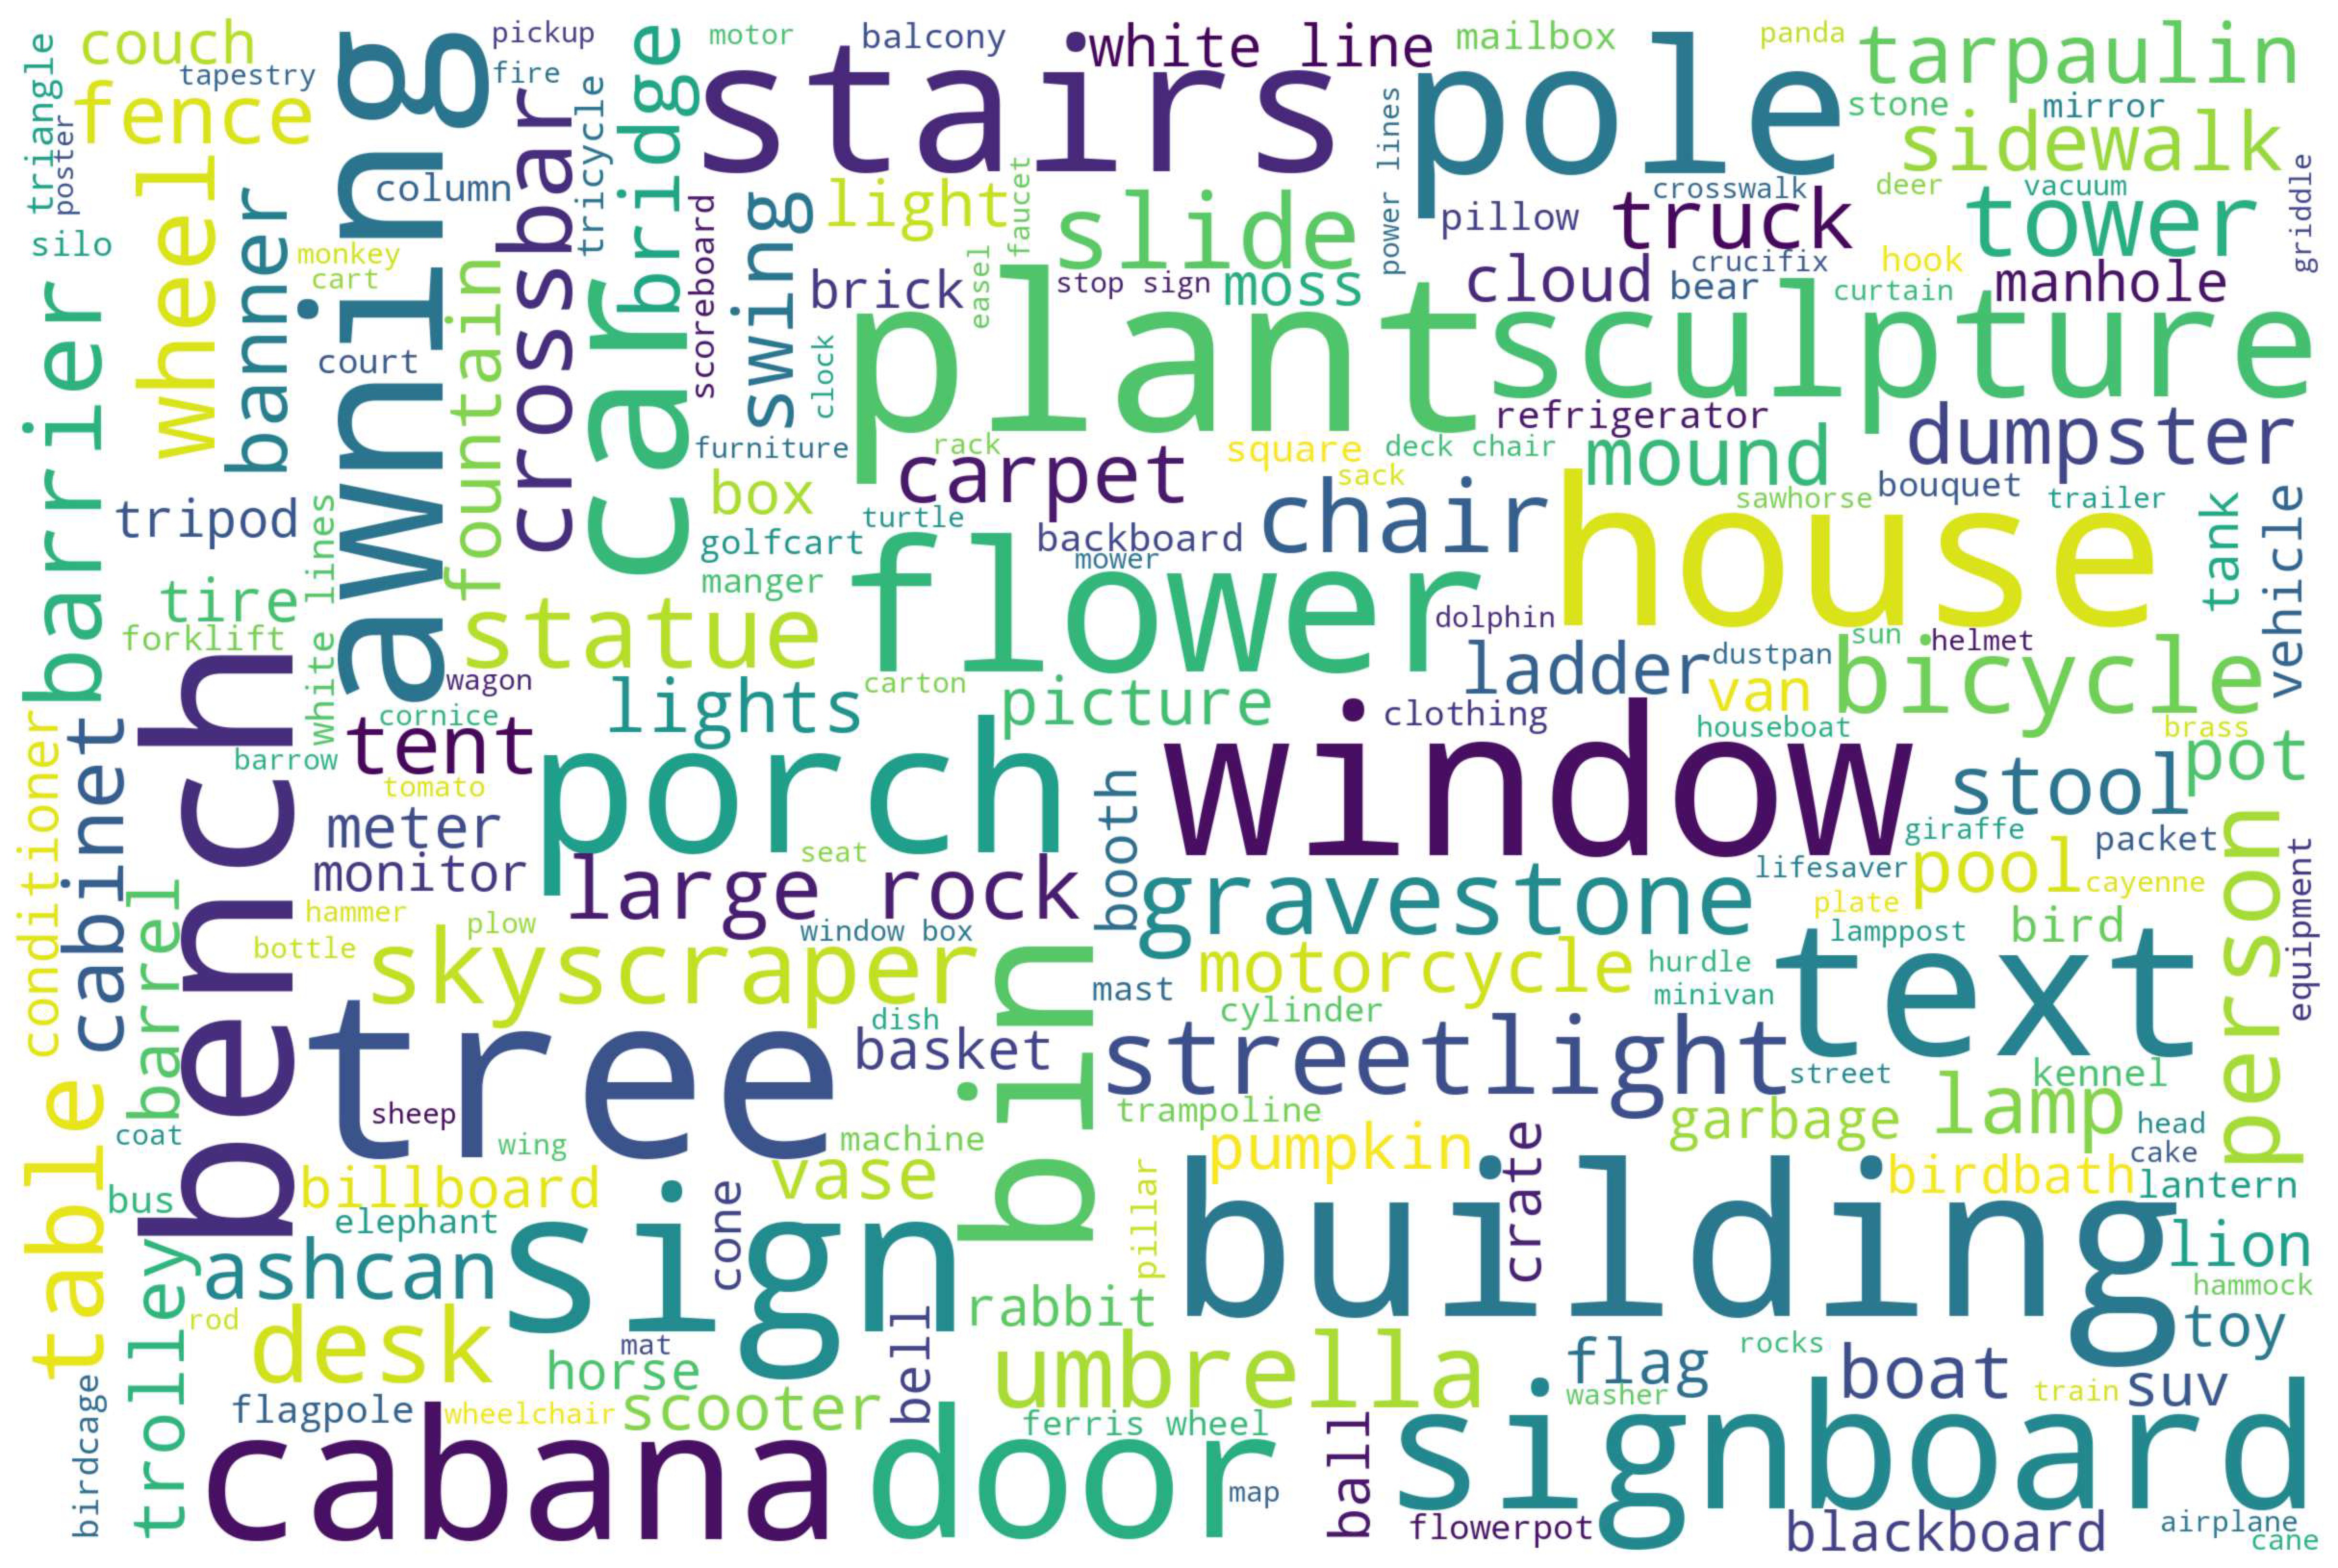 couch
pickup
motor
balcony
white line
mailbox
panda
tarpaulin
triangle
tapestry
fire
stairs
pole
poster
fence
awning
crossbar
tricycle
bridge
power lines
stone
mirror
sidewalk
wheel
column
banner
car
scoreboard
swing
light
faucet
slide
crosswalk
deer
vacuum
griddle
pillow
truck
tower
silo
monkey
cart
fountain
brick
easel
stop sign
moss
cloud
crucifix
bear
hook
curtain
manhole
barrier
court
clock
plant
sculpture
furniture
rack
carpet
square
deck chair
refrigerator
mound
dumpster
tripod
white lines
box
turtle
sack
chair
house
sawhorse
bouquet
trailer
tank
vehicle
golfcart
backboard
mower
manger
tire
forklift
statue
flower
dolphin
ladder
dustpan
sun
helmet
bicycle
bench
wagon
carton
lights
picture
clothing
van
houseboat
brass
conditioner
cabinet
cornice
barrow
tent
tomato
porch
booth
window
stool
pot
meter
monitor
seat
large rock
giraffe
packet
person
equipment
barrel
hammer
gravestone
lifesaver
pool
cayenne
plate
bottle
plow
skyscraper
window box
bin
mast
motorcycle
hurdle
lamppost
bird
minivan
text
tree
dish
basket
cylinder
streetlight
street
kennel
table
coat
sheep
wing
machine
trampoline
garbage
lamp
head
cake
bus
billboard
vase
pillar
pumpkin
crate
birdbath
lantern
elephant
sign
cone
building
lion
trolley
ashcan
rabbit
hammock
rod
desk
mat
bell
umbrella
flag
rocks
toy
birdcage
horse
boat
train
suv
flagpole
wheelchair
scooter
ferris wheel
washer
cabana
door
map
ball
signboard
flowerpot
blackboard
airplane
cane